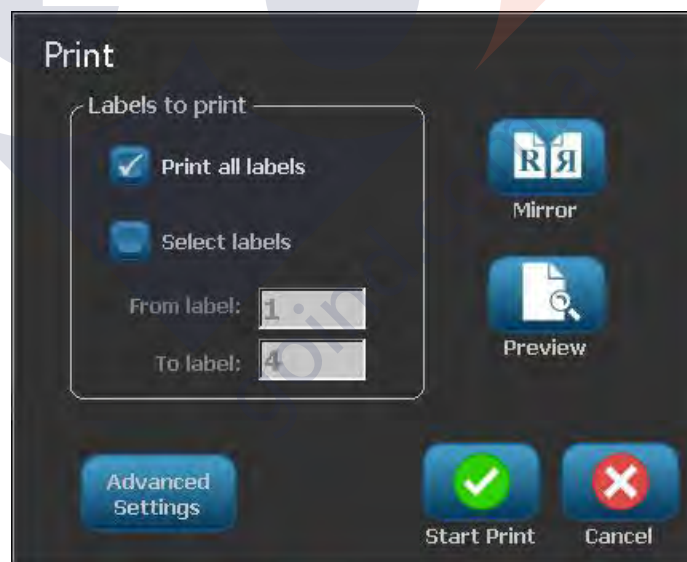 Print
Labels to print
Print all labels
Select labels
From label: 1
To label: 4
R Я
Mirror
Preview
Advanced
Settings
Start Print
Cancel